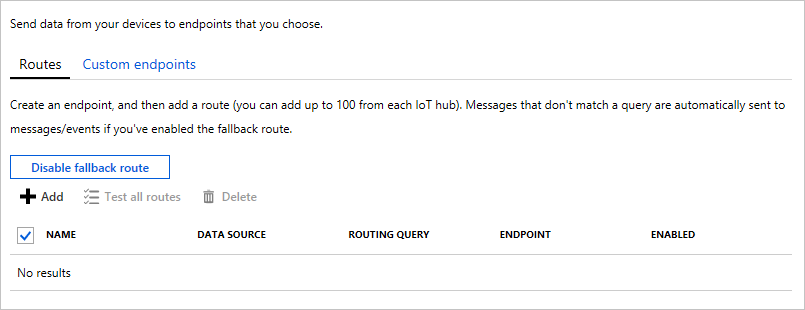 Send data from your devices to endpoints that you choose.
Routes Custom endpoints
Create an endpoint, and then add a route (you can add up to 100 from each IoT hub). Messages that don't match a query are automatically sent to
messages/events if you've enabled the fallback route.
Disable fallback route
Add Test all routes Delete
NAME DATA SOURCE ROUTING QUERY ENDPOINT ENABLED
No results